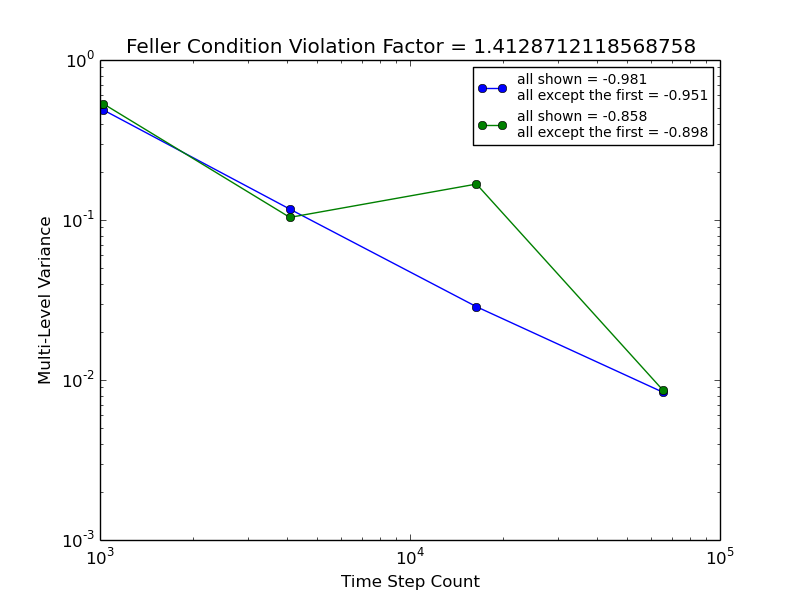 Feller Condition Violation Factor = 1.4128712118568758
all shown = -0.981
all except the first = -0.951
all shown = -0.858
all except the first = -0.898
Multi-Level Variance
10^0
10^-1
10^-2
10^-3
10^3
10^4
10^5
Time Step Count